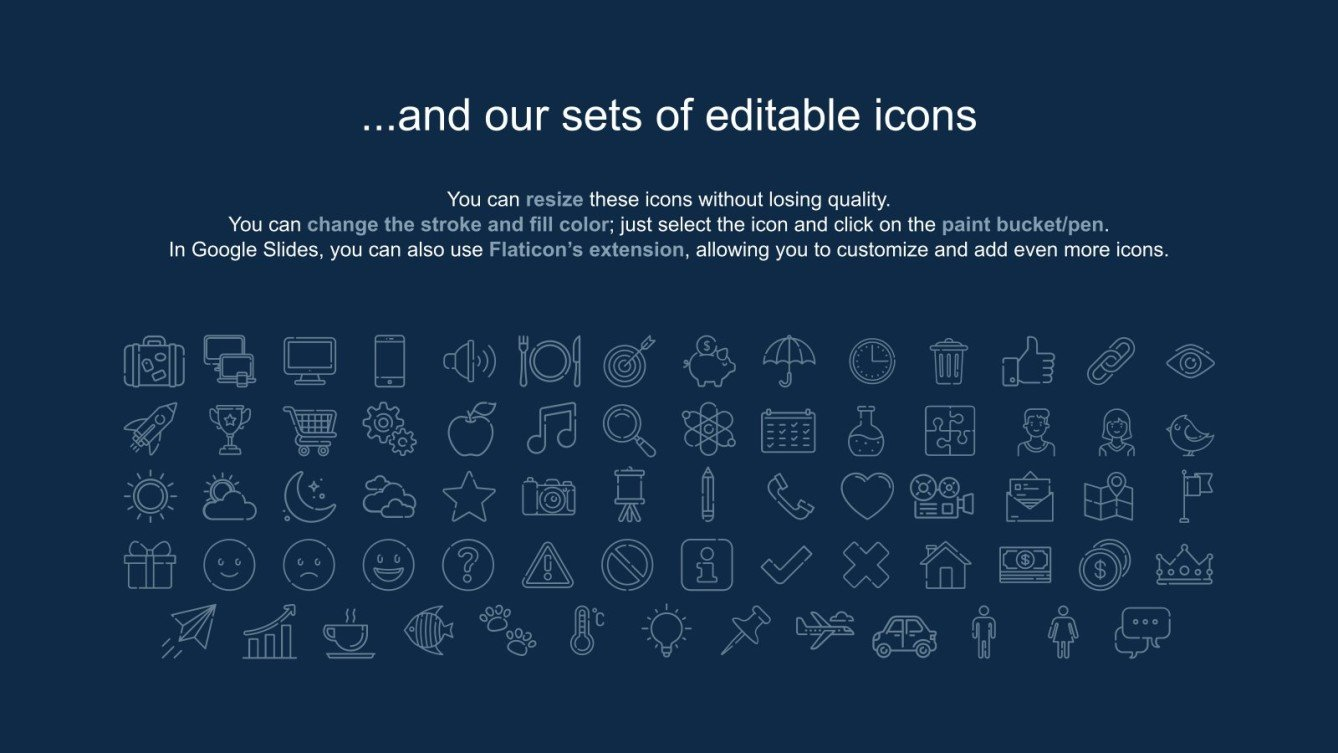 ...and our sets of editable icons
You can resize these icons without losing quality.
You can change the stroke and fill color; just select the icon and click on the paint bucket/pen.
In Google Slides, you can also use Flaticon’s extension, allowing you to customize and add even more icons.
$
°C
?
!
i
$
$